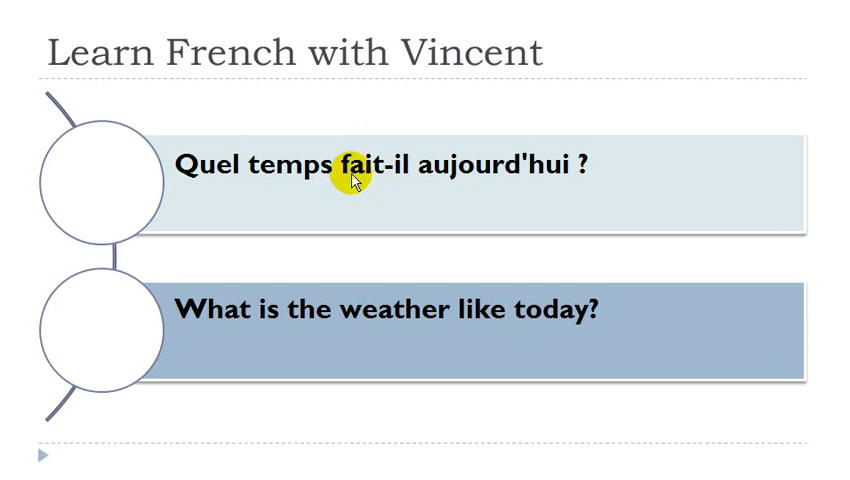 Learn French with Vincent
Quel temps fait-il aujourd'hui ?
What is the weather like today?